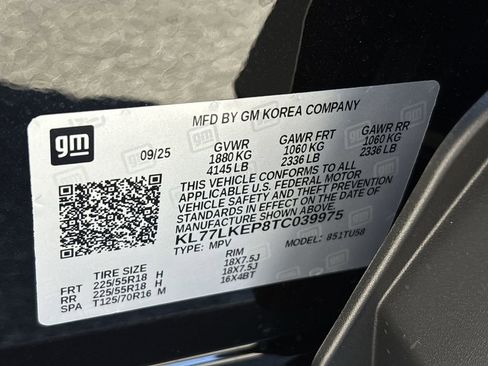 MFD BY GM KOREA COMPANY
gm
09/25 GVWR GAWR FRT GAWR RR
1880 KG 1060 KG 1060 KG
4145 LB 2336 LB 2336 LB
THIS VEHICLE CONFORMS TO ALL
APPLICABLE U.S. FEDERAL MOTOR
VEHICLE SAFETY AND THEFT PREVENTION
STANDARDS IN EFFECT ON THE DATE OF
MANUFACTURE SHOWN ABOVE.
KL77LKEP8TC039975
TYPE: MPV MODEL: 851TU58
TIRE SIZE RIM
FRT 225/55R18 H 18X7.5J
RR 225/55R18 H 18X7.5J
SPA T125/70R16 M 16X4BT